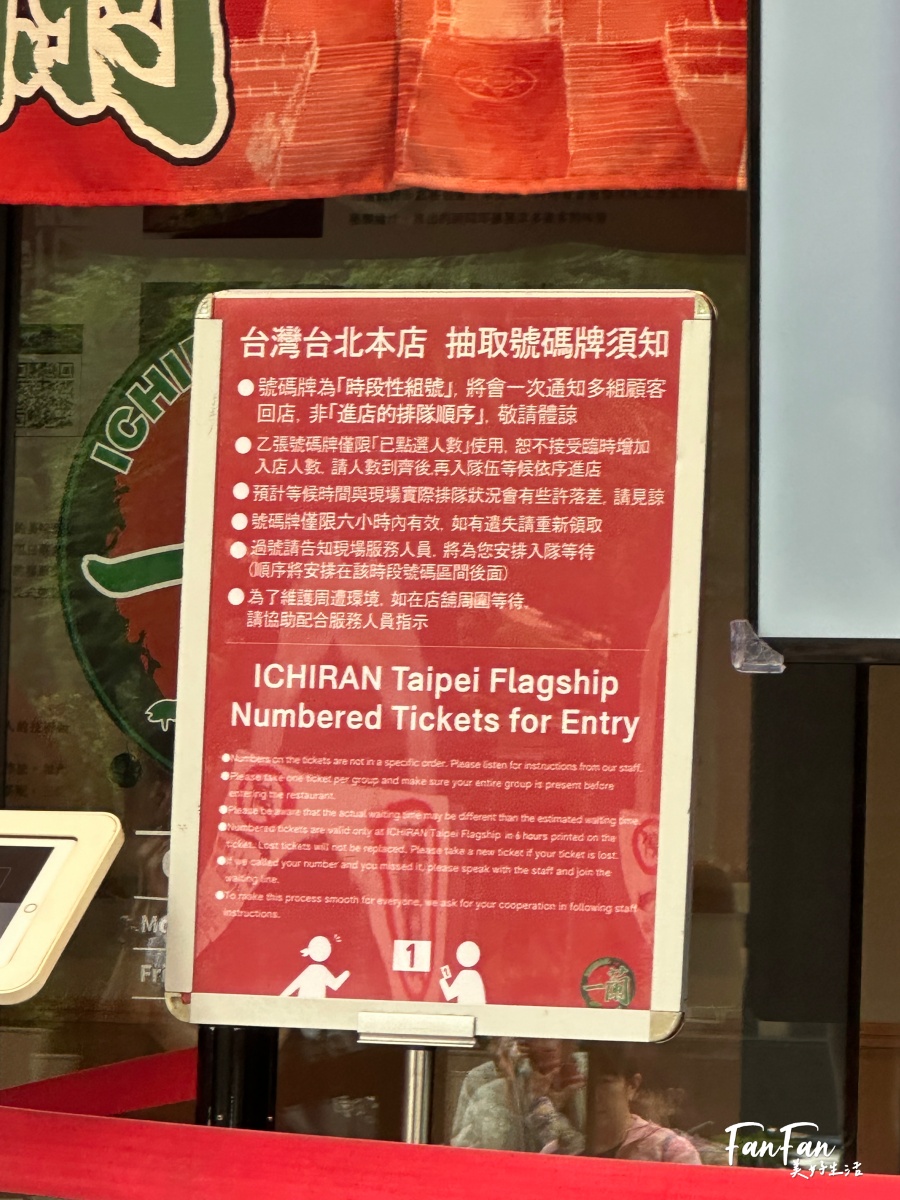 蘭
台灣台北本店 抽取號碼牌須知
●號碼牌為「時段性組號」, 將會一次通知多組顧客
回店, 非「進店的排隊順序」, 敬請體諒
●乙張號碼牌僅限「已點選人數」使用, 恕不接受臨時增加
入店人數, 請人數到齊後,再入隊伍等候依序進店
●預計等候時間與現場實際排隊狀況會有些許落差, 請見諒
●號碼牌僅限六小時內有效, 如有遺失請重新領取
●過號請告知現場服務人員, 將為您安排入隊等待
(順序將安排在該時段號碼區間後面)
●為了維護周遭環境, 如在店舖周圍等待,
請協助配合服務人員指示
ICHIRAN Taipei Flagship
Numbered Tickets for Entry
●Numbers on the tickets are not in a specific order. Please listen for instructions from our staff.
●Please take one ticket per group and make sure your entire group is present before
entering the restaurant.
●Please be aware that the actual waiting time may be different than the estimated waiting time.
●Numbered tickets are valid only at ICHIRAN Taipei Flagship in 6 hours printed on the
ticket. Lost tickets will not be replaced. Please take a new ticket if your ticket is lost.
●If we called your number and you missed it, please speak with the staff and join the
waiting line.
●To make this process smooth for everyone, we ask for your cooperation in following staff
instructions.
1
一蘭
ICHI
一
Mo
Fri
FanFan
美好生活